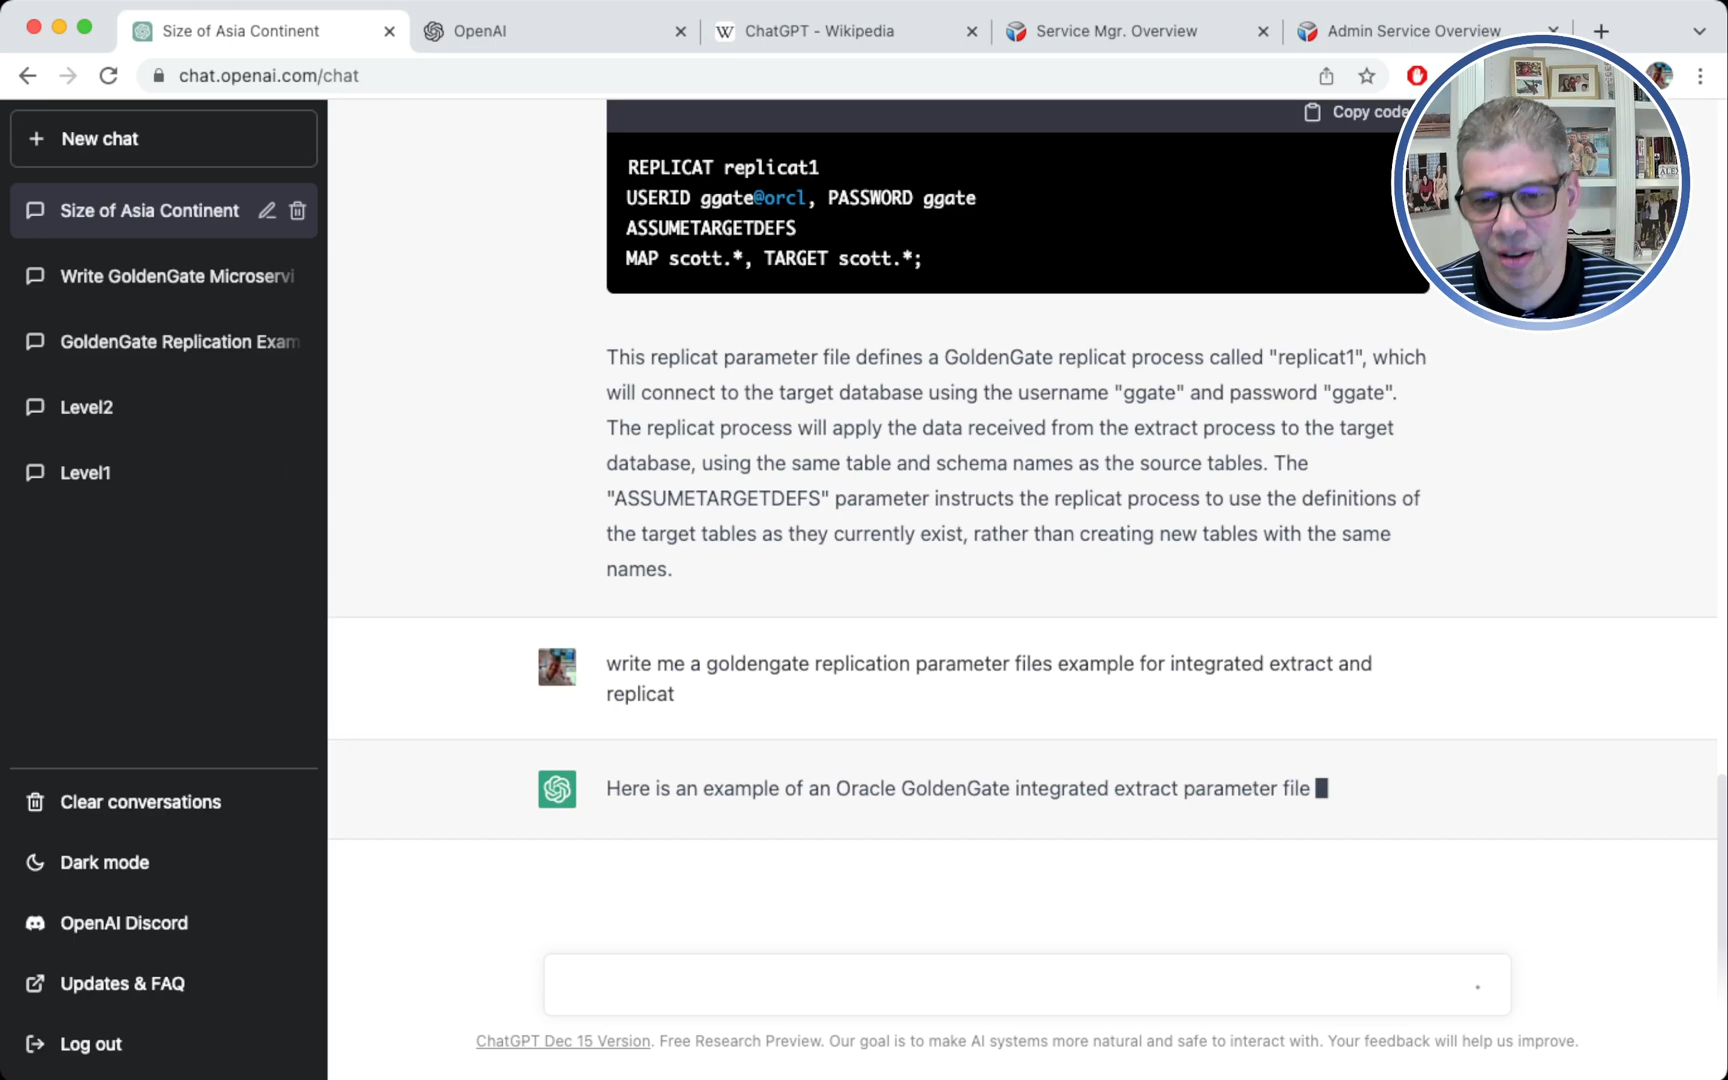 Size of Asia Continent
OpenAI
ChatGPT - Wikipedia
Service Mgr. Overview
Admin Service Overview
chat.openai.com/chat
New chat
Size of Asia Continent
Write GoldenGate Microservi
GoldenGate Replication Exam
Level2
Level1
Clear conversations
Dark mode
OpenAI Discord
Updates & FAQ
Log out
Copy code
REPLICAT replicat1
USERID ggate@orcl, PASSWORD ggate
ASSUMETARGETDEFS
MAP scott.*, TARGET scott.*;
This replicat parameter file defines a GoldenGate replicat process called "replicat1", which
will connect to the target database using the username "ggate" and password "ggate".
The replicat process will apply the data received from the extract process to the target
database, using the same table and schema names as the source tables. The
"ASSUMETARGETDEFS" parameter instructs the replicat process to use the definitions of
the target tables as they currently exist, rather than creating new tables with the same
names.
write me a goldengate replication parameter files example for integrated extract and
replicat
Here is an example of an Oracle GoldenGate integrated extract parameter file
ChatGPT Dec 15 Version. Free Research Preview. Our goal is to make AI systems more natural and safe to interact with. Your feedback will help us improve.